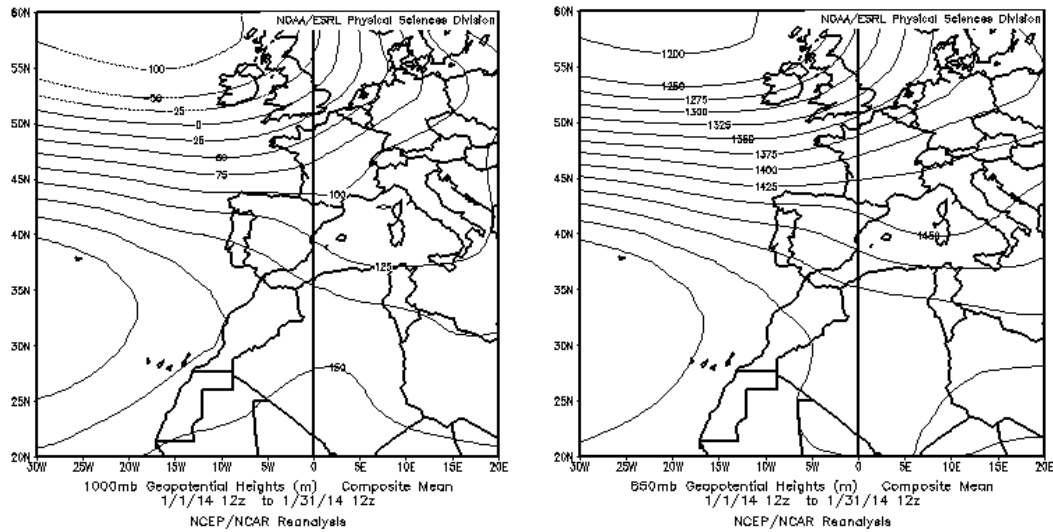 NOAA/ESRL Physical Sciences Division
60N
55N
50N
45N
40N
35N
30N
25N
20N
-100
-50
-25
0
25
50
75
100
125
150
30W 25W 20W 15W 10W 5W 0 5E 10E 15E 20E
1000mb Geopotential Heights (m) Composite Mean
1/1/14 12z to 1/31/14 12z
NCEP/NCAR Reanalysis
NOAA/ESRL Physical Sciences Division
60N
55N
50N
45N
40N
35N
30N
25N
20N
1200
1250
1275
1300
1325
1350
1375
1400
1425
1450
30W 25W 20W 15W 10W 5W 0 5E 10E 15E 20E
850mb Geopotential Heights (m) Composite Mean
1/1/14 12z to 1/31/14 12z
NCEP/NCAR Reanalysis